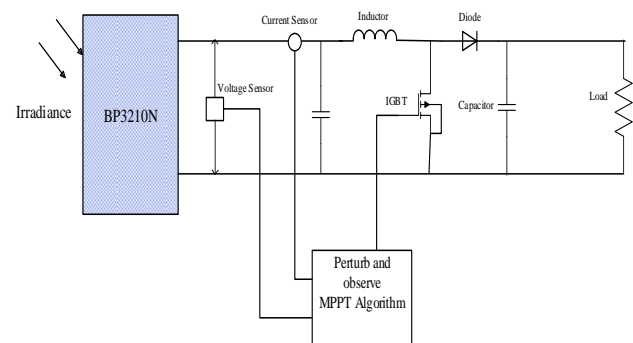 Current Sensor
Inductor
Diode
Voltage Sensor
Irradiance
BP3210N
IGBT
Capacitor
Load
Perturb and
observe
MPPT Algorithm